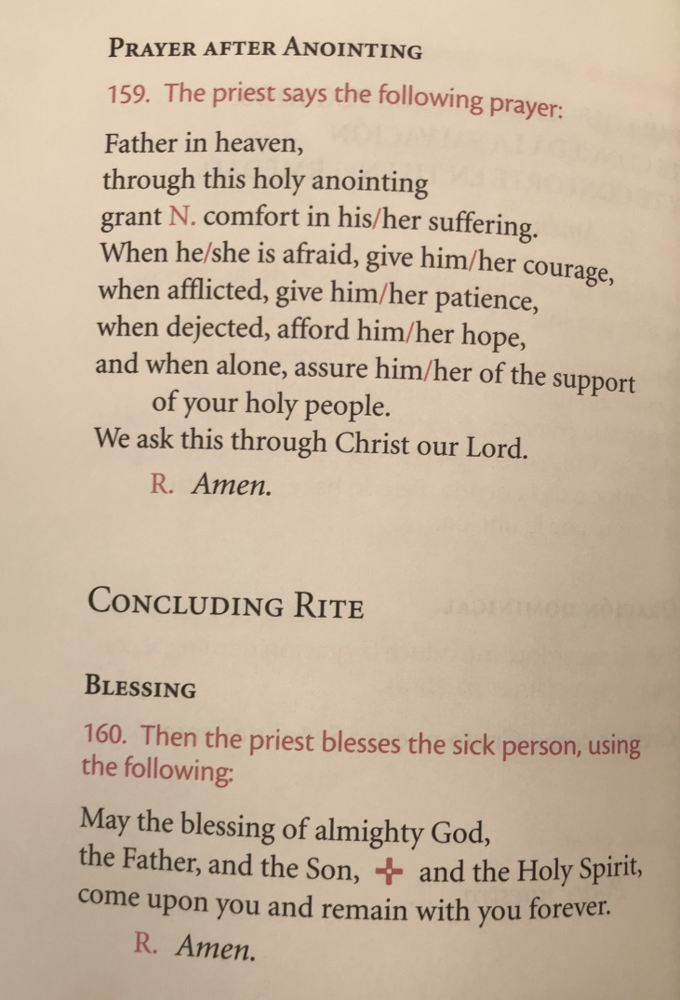 PRAYER AFTER ANOINTING
159. The priest says the following prayer:
Father in heaven,
through this holy anointing
grant N. comfort in his/her suffering.
When he/she is afraid, give him/her courage,
when afflicted, give him/her patience,
when dejected, afford him/her hope,
and when alone, assure him/her of the support
of your holy people.
We ask this through Christ our Lord.
R. Amen.
CONCLUDING RITE
BLESSING
160. Then the priest blesses the sick person, using
the following:
May the blessing of almighty God,
the Father, and the Son, ✠ and the Holy Spirit,
come upon you and remain with you forever.
R. Amen.